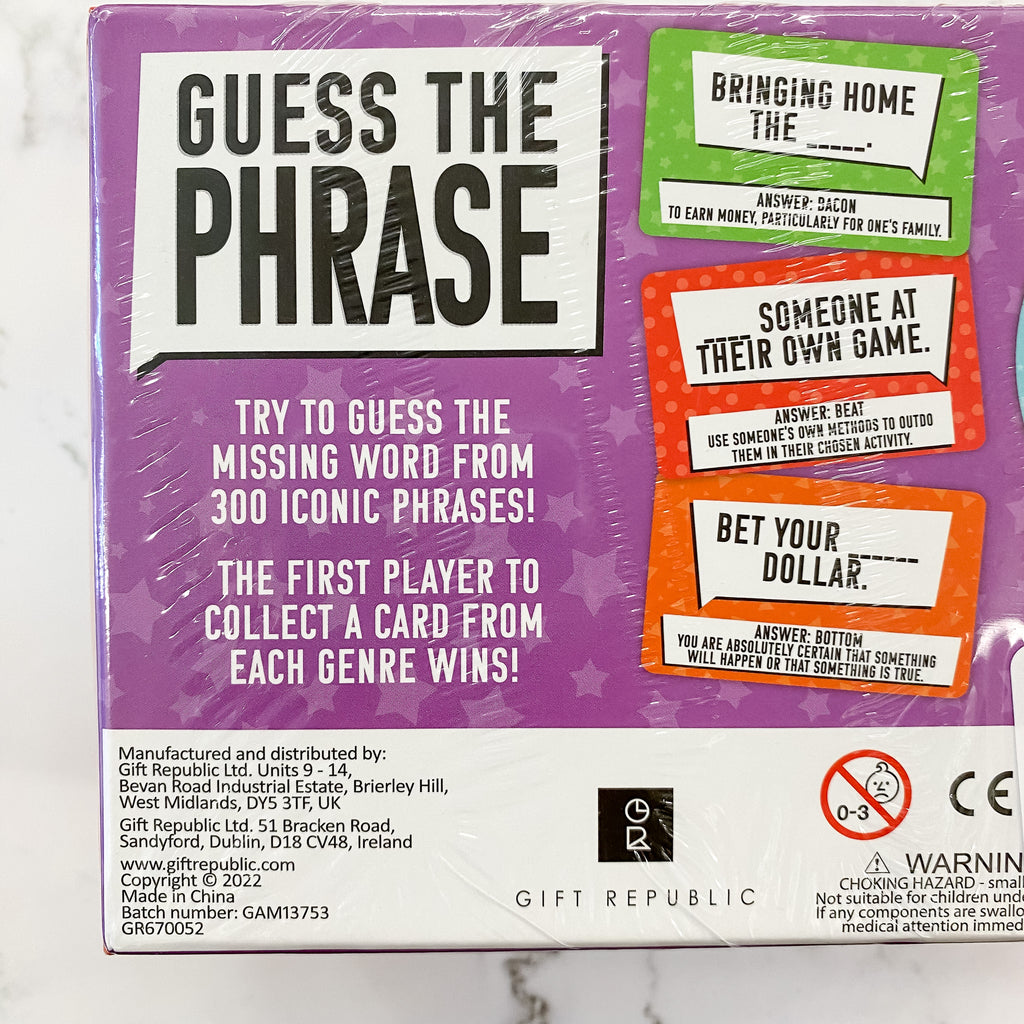 GUESS THE
PHRASE
TRY TO GUESS THE
MISSING WORD FROM
300 ICONIC PHRASES!
THE FIRST PLAYER TO
COLLECT A CARD FROM
EACH GENRE WINS!
BRINGING HOME
THE _____.
ANSWER: BACON
TO EARN MONEY, PARTICULARLY FOR ONE'S FAMILY.
____ SOMEONE AT
THEIR OWN GAME.
ANSWER: BEAT
USE SOMEONE'S OWN METHODS TO OUTDO
THEM IN THEIR CHOSEN ACTIVITY.
BET YOUR ______
DOLLAR.
ANSWER: BOTTOM
YOU ARE ABSOLUTELY CERTAIN THAT SOMETHING
WILL HAPPEN OR THAT SOMETHING IS TRUE.
Manufactured and distributed by:
Gift Republic Ltd. Units 9 - 14,
Bevan Road Industrial Estate, Brierley Hill,
West Midlands, DY5 3TF, UK
Gift Republic Ltd. 51 Bracken Road,
Sandyford, Dublin, D18 CV48, Ireland
www.giftrepublic.com
Copyright © 2022
Made in China
Batch number: GAM13753
GR670052
GR
GIFT REPUBLIC
0-3
CE
WARNIN
CHOKING HAZARD - small
Not suitable for children unde
If any components are swallo
medical attention immed